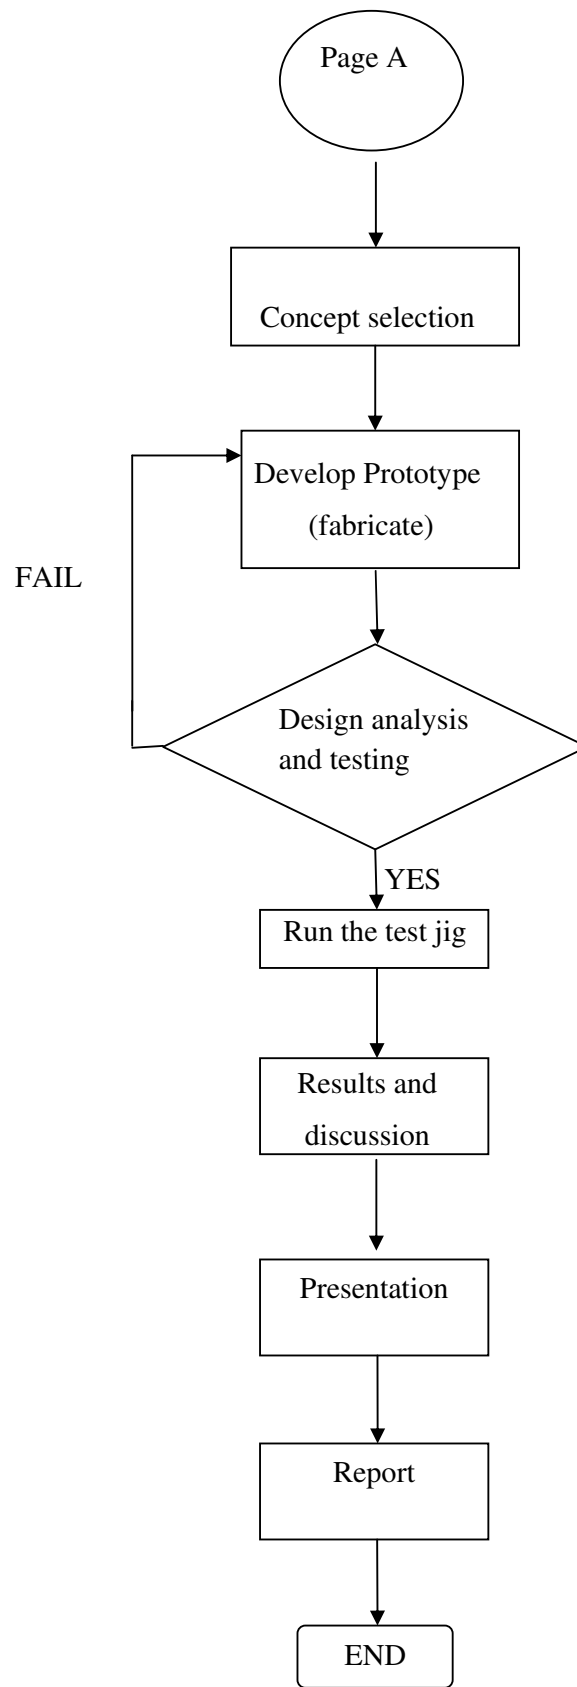 Page A
Concept selection
Develop Prototype
(fabricate)
FAIL
Design analysis
and testing
YES
Run the test jig
Results and
discussion
Presentation
Report
END